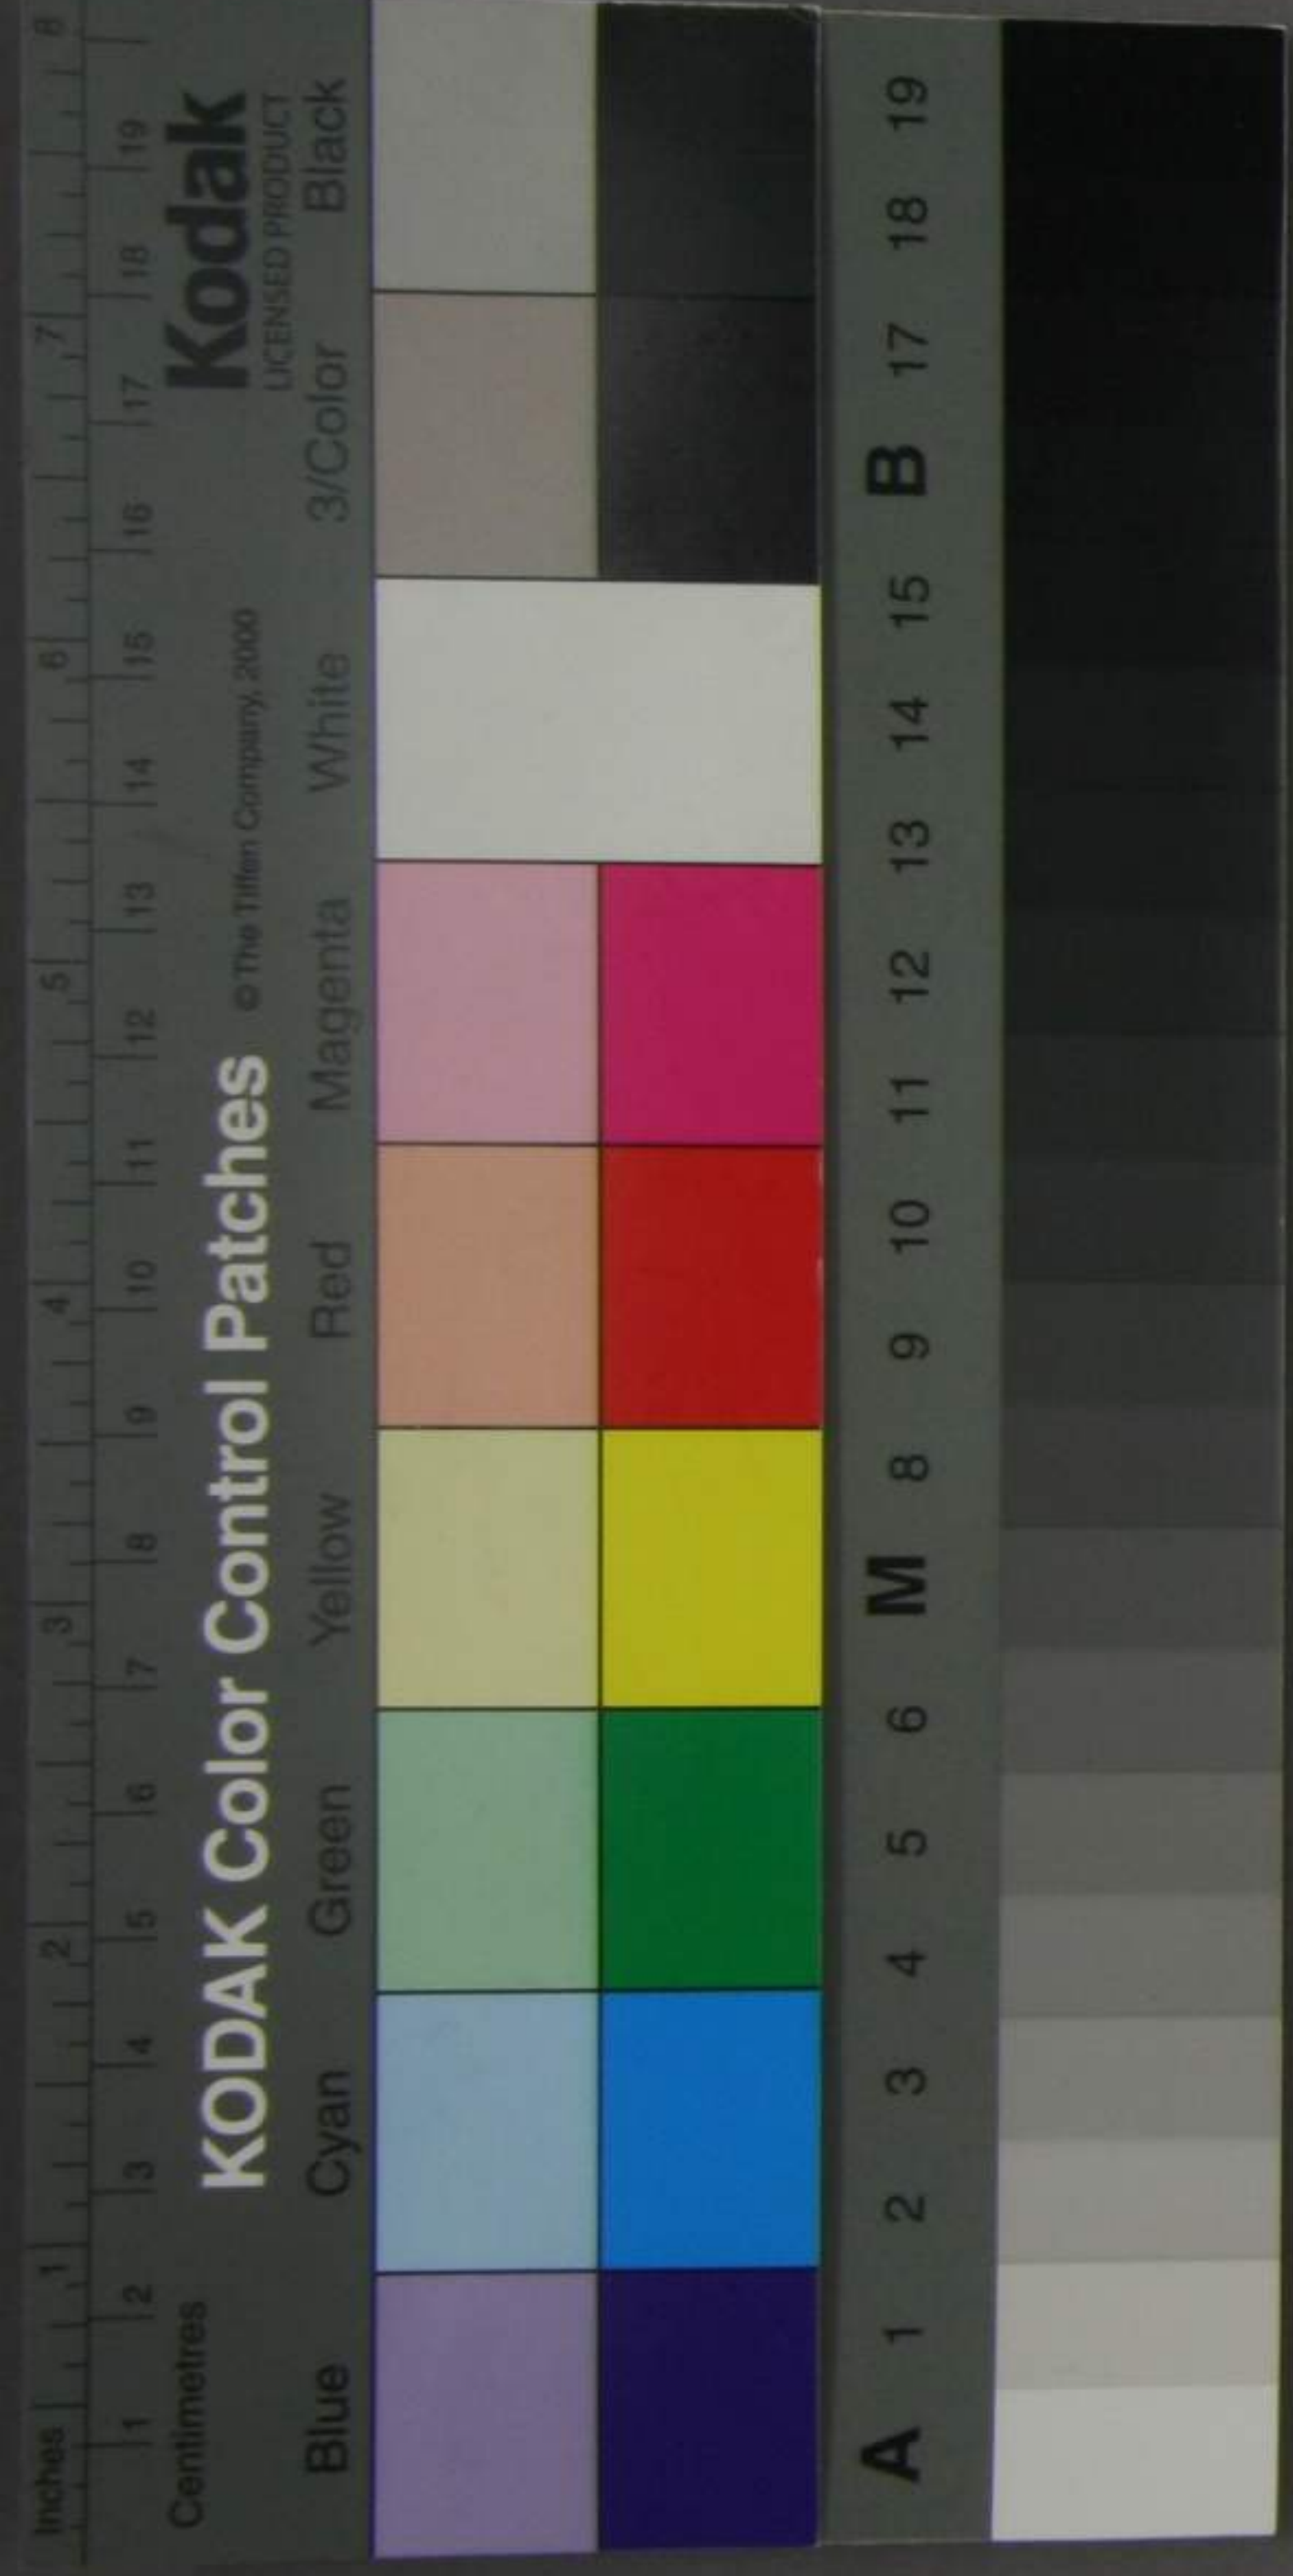 Inches 1 2 3 4 5 6 7 8
Centimetres 1 2 3 4 5 6 7 8 9 10 11 12 13 14 15 16 17 18 19
KODAK Color Control Patches
© The Tiffen Company, 2000
Kodak
LICENSED PRODUCT
Blue Cyan Green Yellow Red Magenta White 3/Color Black
A 1 2 3 4 5 6 M 8 9 10 11 12 13 14 15 B 17 18 19